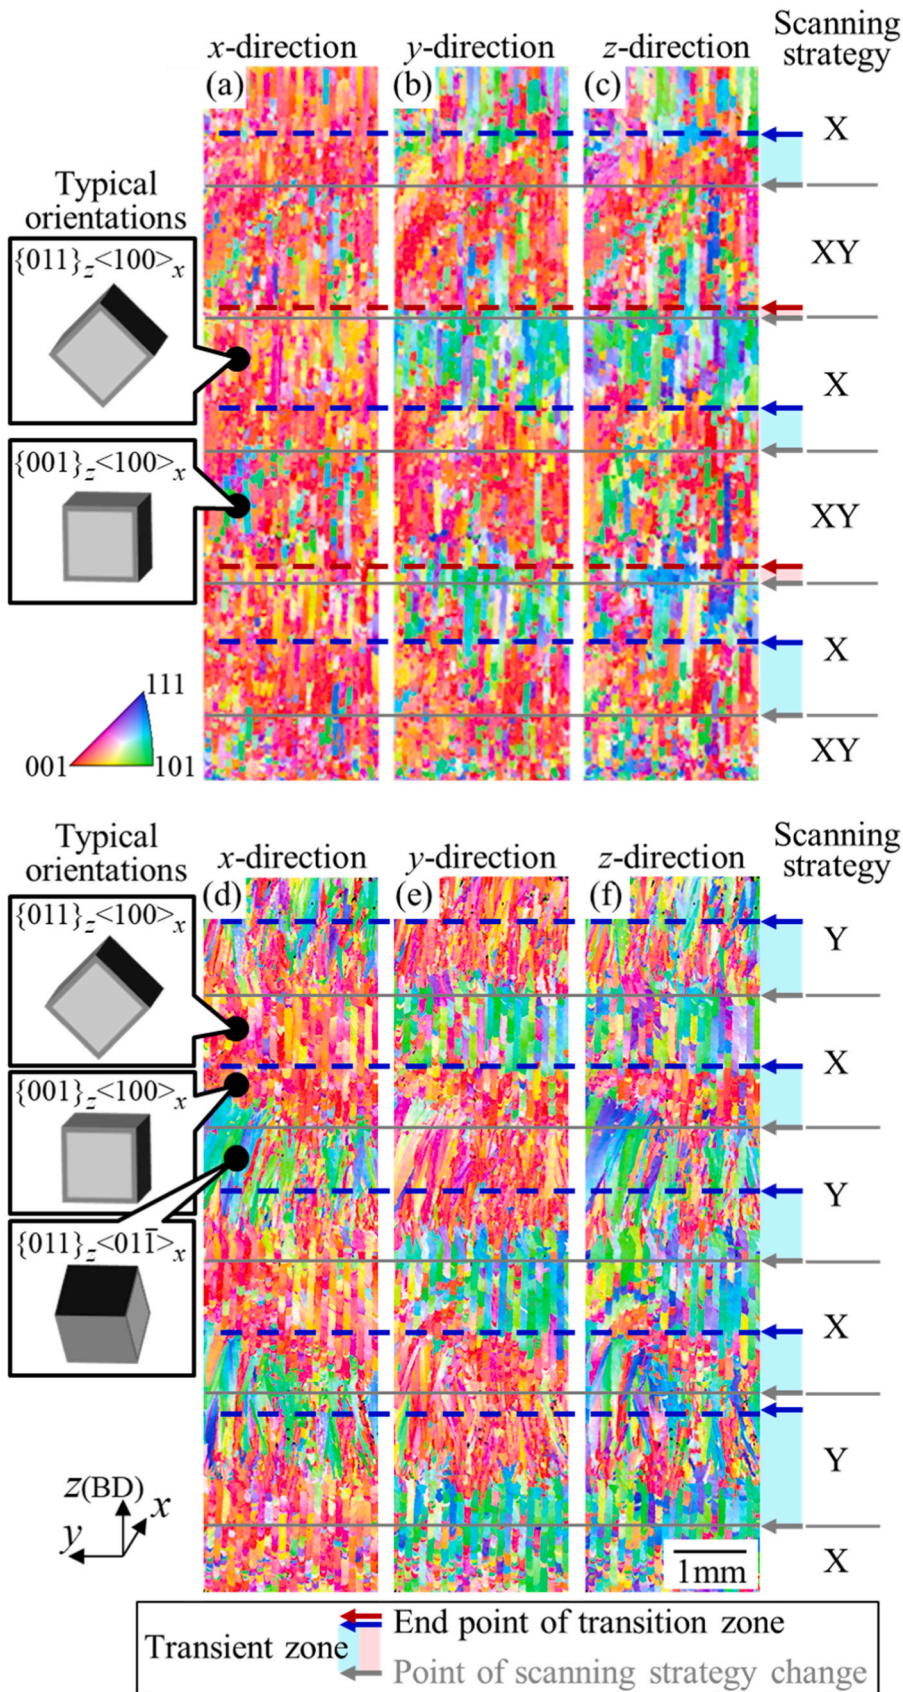 Scanning
strategy
x-direction
y-direction
z-direction
(a)
(b)
(c)
X
Typical
orientations
{011}z<100>x
XY
X
{001}z<100>x
XY
X
111
001
101
XY
Typical
orientations
Scanning
strategy
x-direction
y-direction
z-direction
(d)
(e)
(f)
{011}z<100>x
Y
X
{001}z<100>x
Y
{011}z<011̅>x
X
Y
z(BD)
x
y
1mm
X
Transient zone
End point of transition zone
Point of scanning strategy change